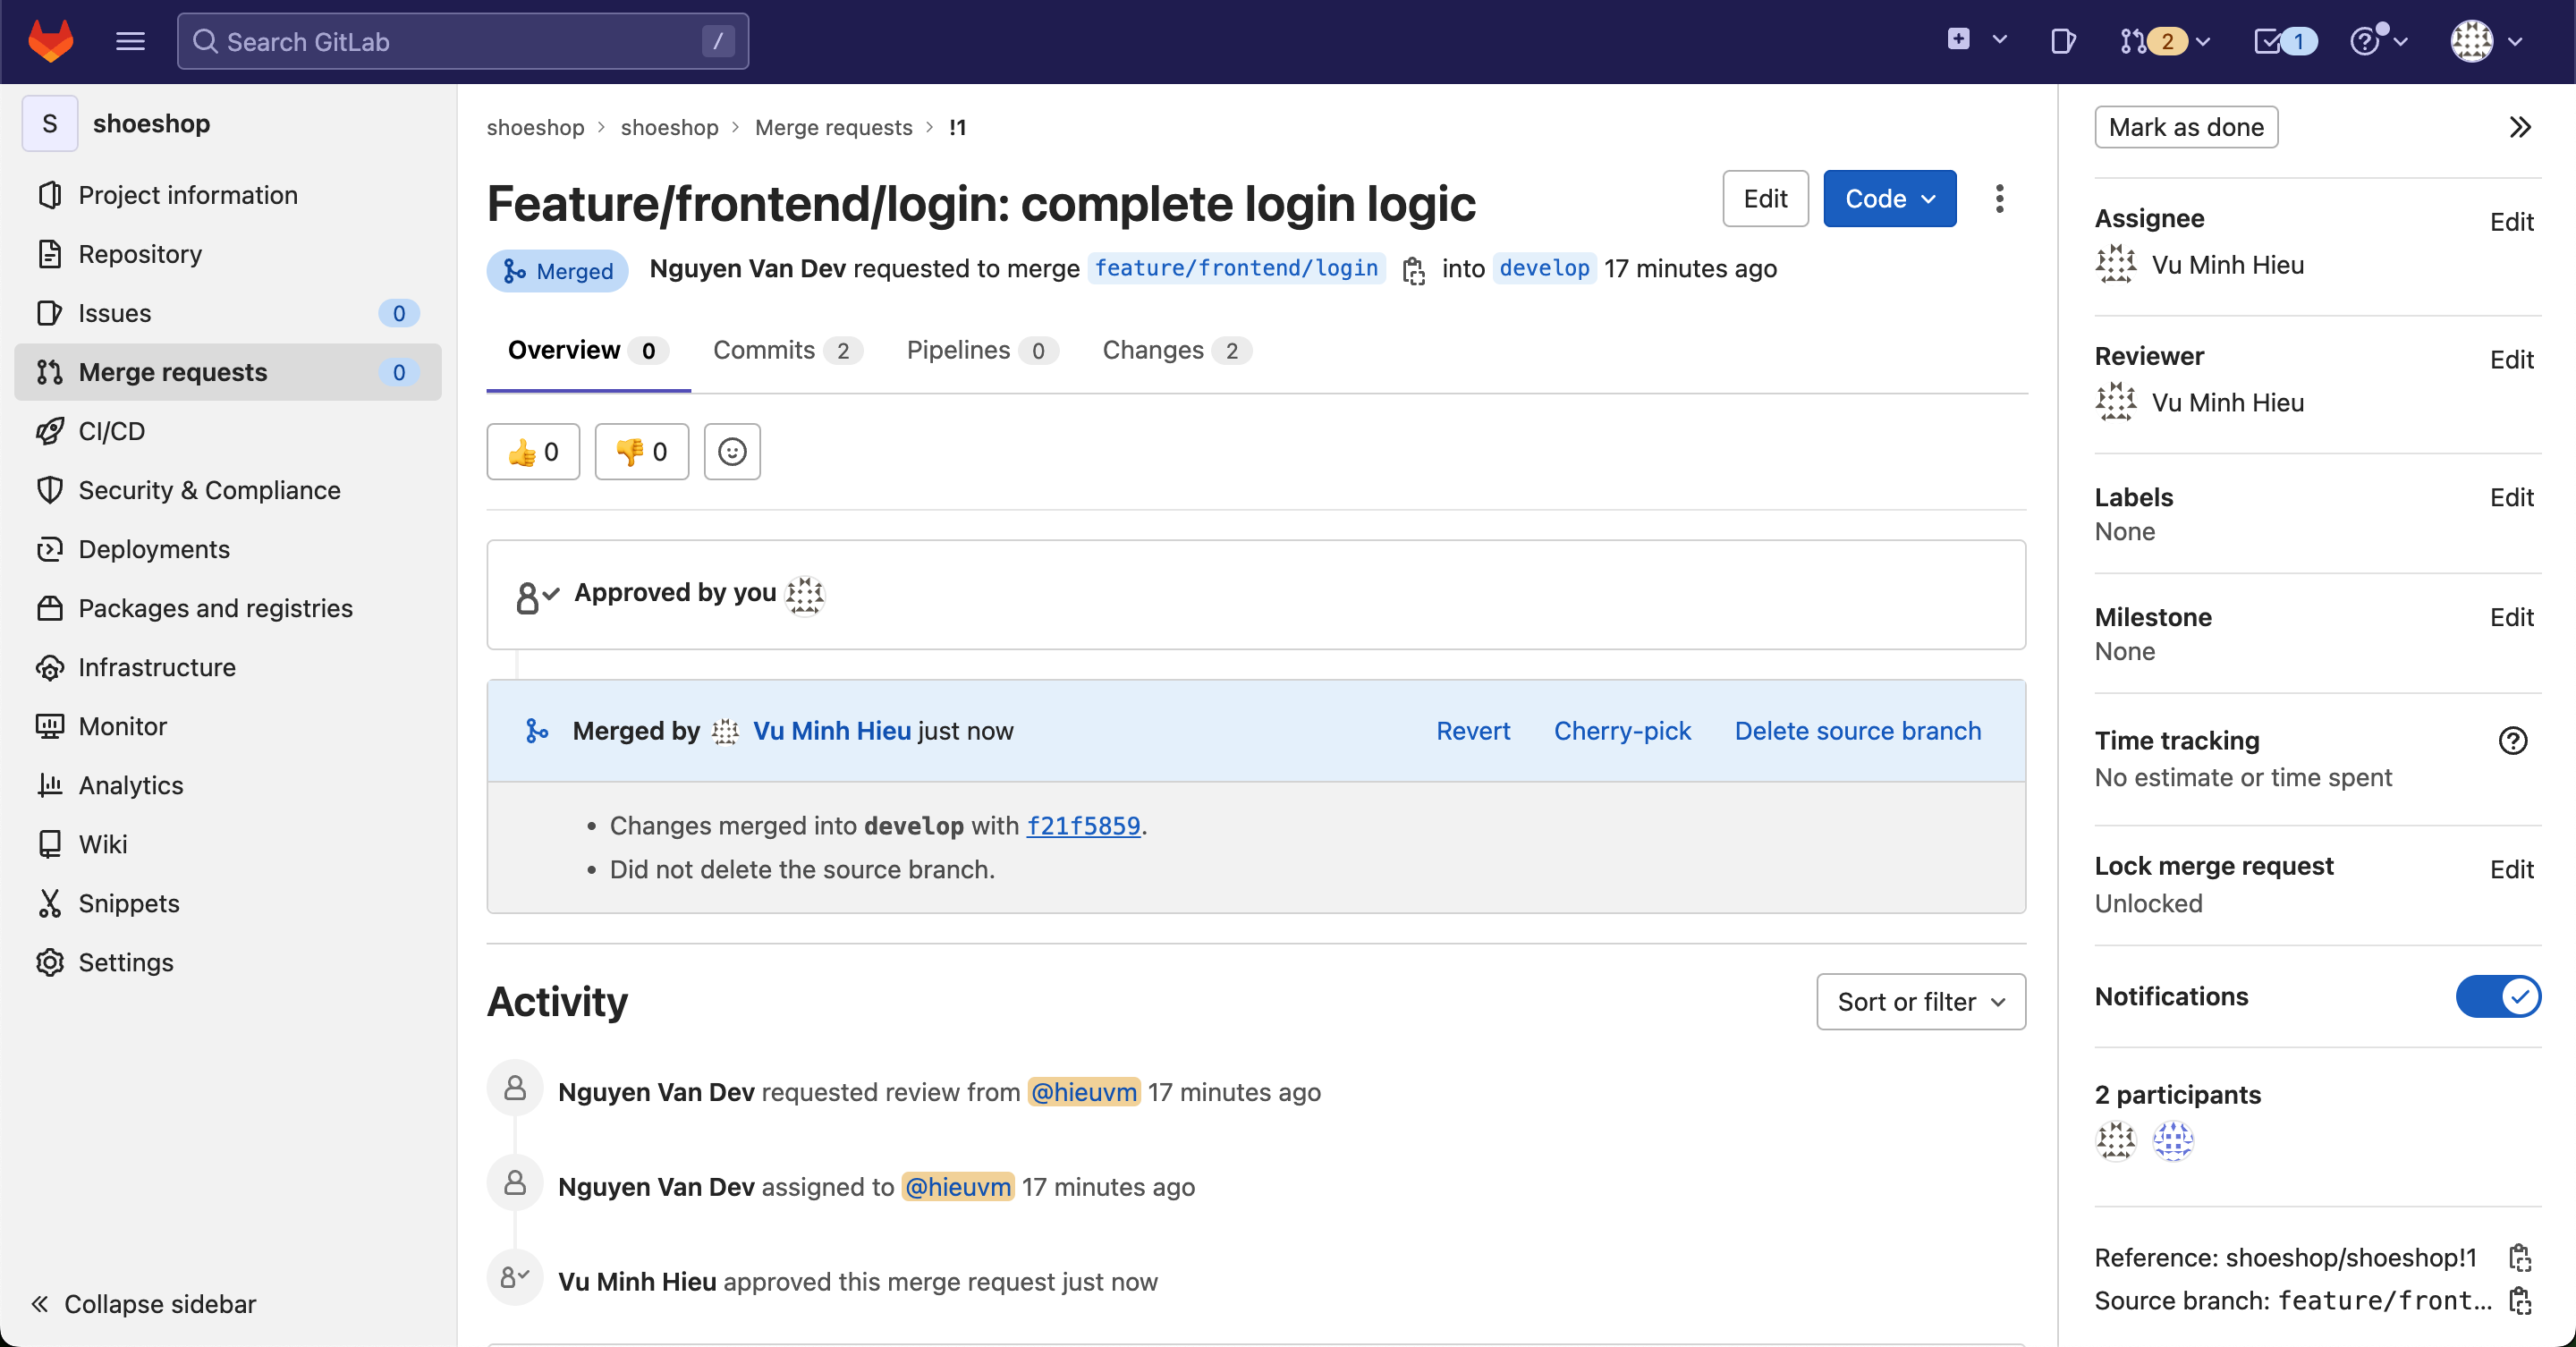 Search GitLab /
2
1
S shoeshop
Project information
Repository
Issues 0
Merge requests 0
CI/CD
Security & Compliance
Deployments
Packages and registries
Infrastructure
Monitor
Analytics
Wiki
Snippets
Settings
Collapse sidebar
shoeshop > shoeshop > Merge requests > !1
Feature/frontend/login: complete login logic
Edit
Code
Merged Nguyen Van Dev requested to merge feature/frontend/login into develop 17 minutes ago
Overview 0 Commits 2 Pipelines 0 Changes 2
👍 0 👎 0
Approved by you
Merged by Vu Minh Hieu just now
Revert Cherry-pick Delete source branch
• Changes merged into develop with f21f5859.
• Did not delete the source branch.
Activity
Sort or filter
Nguyen Van Dev requested review from @hieuvm 17 minutes ago
Nguyen Van Dev assigned to @hieuvm 17 minutes ago
Vu Minh Hieu approved this merge request just now
Mark as done
Assignee Edit
Vu Minh Hieu
Reviewer Edit
Vu Minh Hieu
Labels Edit
None
Milestone Edit
None
Time tracking
No estimate or time spent
Lock merge request Edit
Unlocked
Notifications
2 participants
Reference: shoeshop/shoeshop!1
Source branch: feature/front...